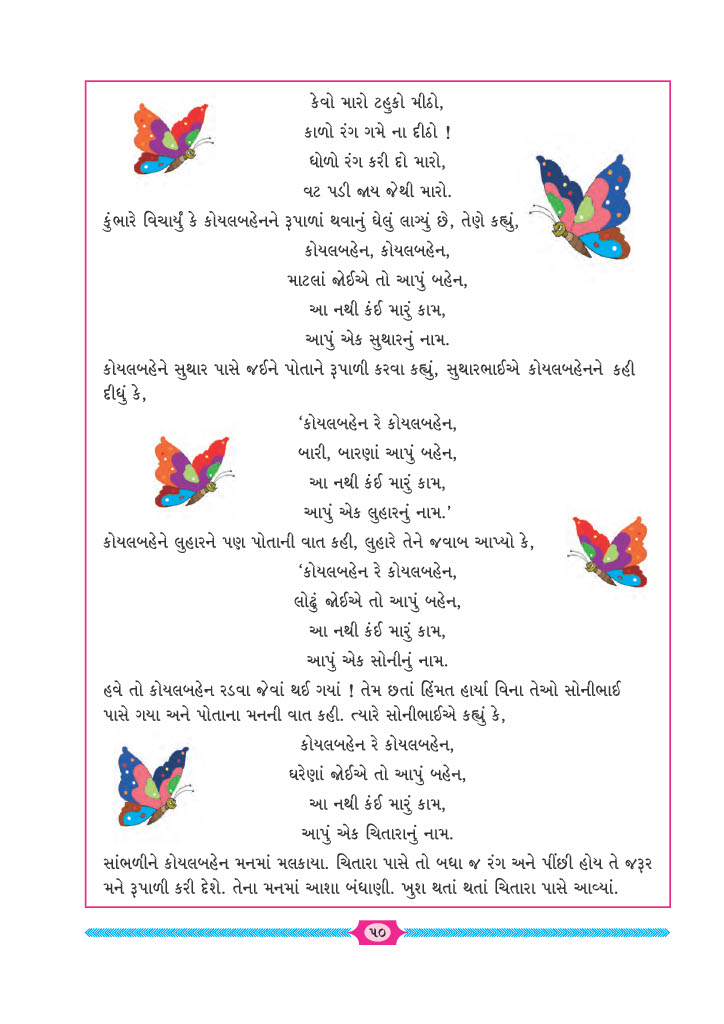 કેવો મારો ટહુકો મીઠો,
કાળો રંગ ગમે ના દીઠો !
ધોળો રંગ કરી દો મારો,
વટ પડી જાય જેથી મારો.
કુંભારે વિચાર્યું કે કોયલબહેનને રૂપાળાં થવાનું ઘેલું લાગ્યું છે, તેણે કહ્યું,
કોયલબહેન, કોયલબહેન,
માટલાં જોઈએ તો આપું બહેન,
આ નથી કંઈ મારું કામ,
આપું એક સુથારનું નામ.
કોયલબહેને સુથાર પાસે જઈને પોતાને રૂપાળી કરવા કહ્યું, સુથારભાઈએ કોયલબહેનને કહી
દીધું કે,
‘કોયલબહેન રે કોયલબહેન,
બારી, બારણાં આપું બહેન,
આ નથી કંઈ મારું કામ,
આપું એક લુહારનું નામ.’
કોયલબહેને લુહારને પણ પોતાની વાત કહી, લુહારે તેને જવાબ આપ્યો કે,
‘કોયલબહેન રે કોયલબહેન,
લોઢું જોઈએ તો આપું બહેન,
આ નથી કંઈ મારું કામ,
આપું એક સોનીનું નામ.
હવે તો કોયલબહેન રડવા જેવાં થઈ ગયાં ! તેમ છતાં હિંમત હાર્યા વિના તેઓ સોનીભાઈ
પાસે ગયા અને પોતાના મનની વાત કહી. ત્યારે સોનીભાઈએ કહ્યું કે,
કોયલબહેન રે કોયલબહેન,
ઘરેણાં જોઈએ તો આપું બહેન,
આ નથી કંઈ મારું કામ,
આપું એક ચિતારાનું નામ.
સાંભળીને કોયલબહેન મનમાં મલકાયા. ચિતારા પાસે તો બધા જ રંગ અને પીંછી હોય તે જરૂર
મને રૂપાળી કરી દેશે. તેના મનમાં આશા બંધાણી. ખુશ થતાં થતાં ચિતારા પાસે આવ્યાં.
૫૦